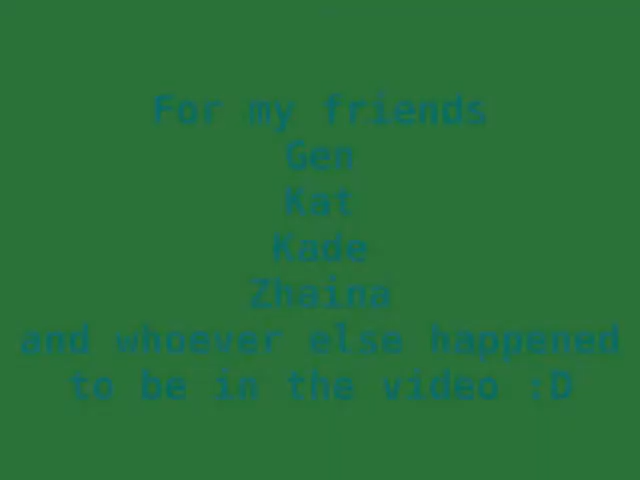 For my friends
Gen
Kat
Kade
Zhaina
and whoever else happened
to be in the video :D